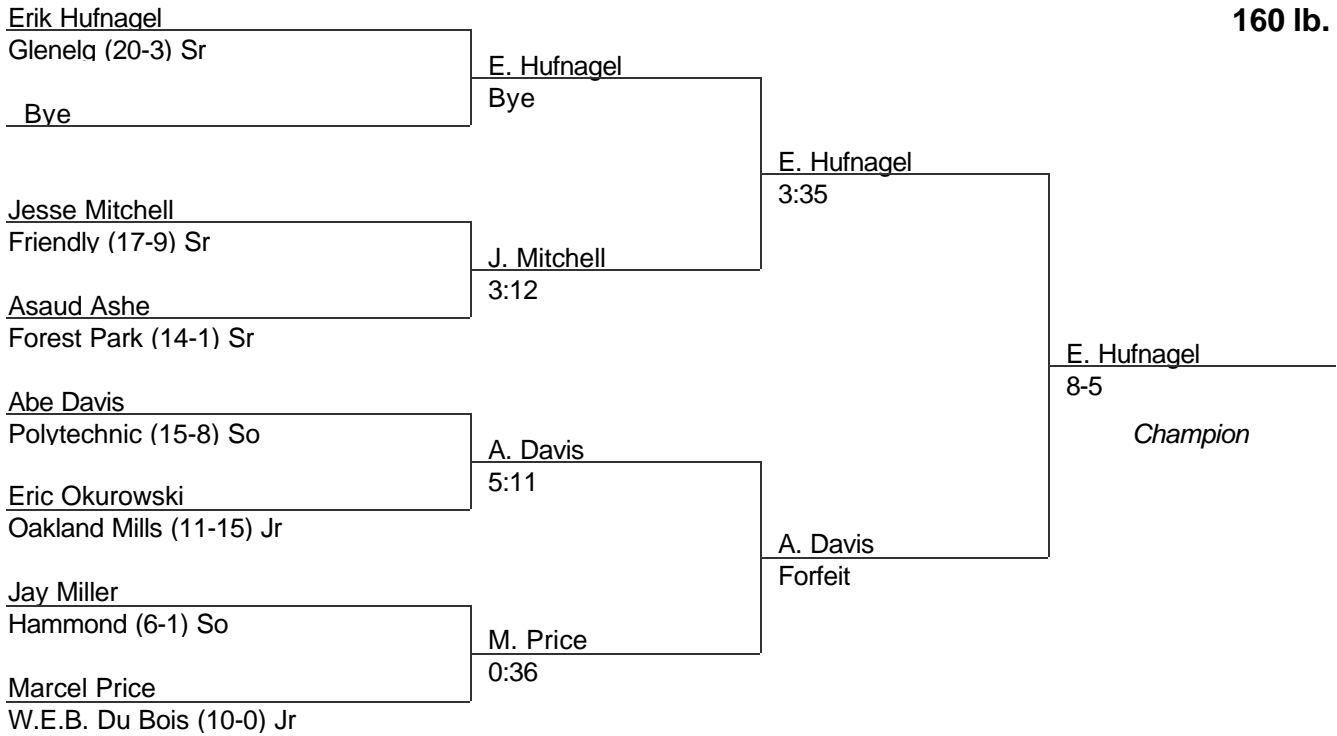 160 lb.
Erik Hufnagel
Glenelg (20-3) Sr
Bye
Jesse Mitchell
Friendly (17-9) Sr
Asaud Ashe
Forest Park (14-1) Sr
Abe Davis
Polytechnic (15-8) So
Eric Okurowski
Oakland Mills (11-15) Jr
Jay Miller
Hammond (6-1) So
Marcel Price
W.E.B. Du Bois (10-0) Jr
E. Hufnagel
Bye
J. Mitchell
3:12
A. Davis
5:11
M. Price
0:36
E. Hufnagel
3:35
A. Davis
Forfeit
E. Hufnagel
8-5
Champion